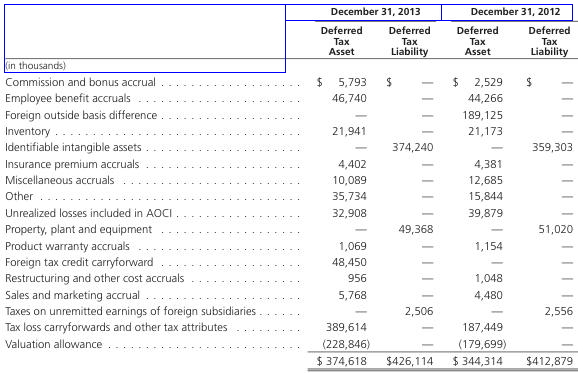 December 31, 2013 December 31, 2012
Deferred Tax Asset Deferred Tax Liability Deferred Tax Asset Deferred Tax Liability
(in thousands)
Commission and bonus accrual . . . . . . . . . . . . . . . . . . . $ 5,793 $ — $ 2,529 $ —
Employee benefit accruals . . . . . . . . . . . . . . . . . . . . . . 46,740 — 44,266 —
Foreign outside basis difference . . . . . . . . . . . . . . . . . . . — — 189,125 —
Inventory . . . . . . . . . . . . . . . . . . . . . . . . . . . . . . . . . 21,941 — 21,173 —
Identifiable intangible assets . . . . . . . . . . . . . . . . . . . . . — 374,240 — 359,303
Insurance premium accruals . . . . . . . . . . . . . . . . . . . . . 4,402 — 4,381 —
Miscellaneous accruals . . . . . . . . . . . . . . . . . . . . . . . . 10,089 — 12,685 —
Other . . . . . . . . . . . . . . . . . . . . . . . . . . . . . . . . . . . . 35,734 — 15,844 —
Unrealized losses included in AOCI . . . . . . . . . . . . . . . . . 32,908 — 39,879 —
Property, plant and equipment . . . . . . . . . . . . . . . . . . . — 49,368 — 51,020
Product warranty accruals . . . . . . . . . . . . . . . . . . . . . . 1,069 — 1,154 —
Foreign tax credit carryforward . . . . . . . . . . . . . . . . . . . 48,450 — — —
Restructuring and other cost accruals . . . . . . . . . . . . . . . 956 — 1,048 —
Sales and marketing accrual . . . . . . . . . . . . . . . . . . . . . 5,768 — 4,480 —
Taxes on unremitted earnings of foreign subsidiaries . . . . . . — 2,506 — 2,556
Tax loss carryforwards and other tax attributes . . . . . . . . . 389,614 — 187,449 —
Valuation allowance . . . . . . . . . . . . . . . . . . . . . . . . . . (228,846) — (179,699) —
$ 374,618 $426,114 $ 344,314 $412,879